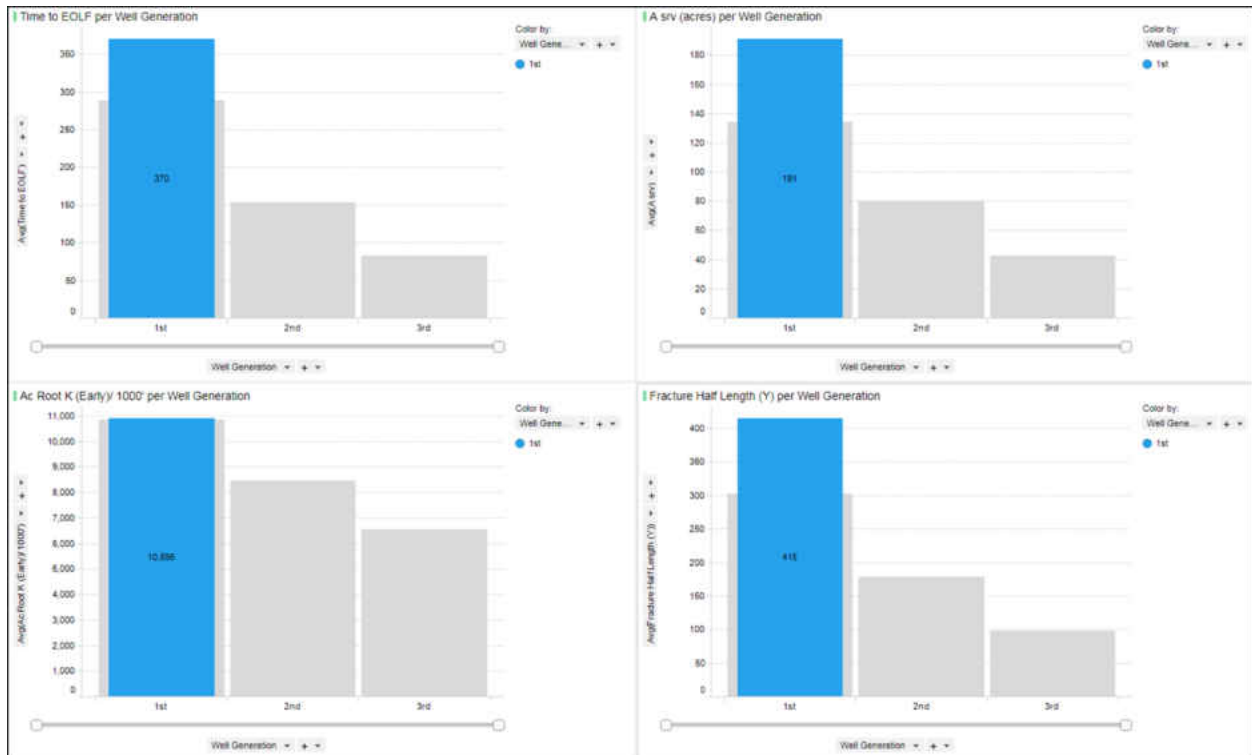 Time to EOLF per Well Generation
Color by:
Well Gene...
1st
360
300
250
200
150
100
50
0
Avg(Time to EOLF)
370
1st
2nd
3rd
Well Generation
A srv (acres) per Well Generation
Color by:
Well Gene...
1st
180
160
140
120
100
80
60
40
20
0
Avg(A srv)
191
1st
2nd
3rd
Well Generation
Ac Root K (Early)/ 1000' per Well Generation
Color by:
Well Gene...
1st
11,000
10,000
9,000
8,000
7,000
6,000
5,000
4,000
3,000
2,000
1,000
0
Avg(Ac Root K (Early)/ 1000')
1st
2nd
3rd
Well Generation
Fracture Half Length (Y) per Well Generation
Color by:
Well Gene...
1st
400
350
300
250
200
150
100
50
0
Avg(Fracture Half Length (Y))
415
1st
2nd
3rd
Well Generation